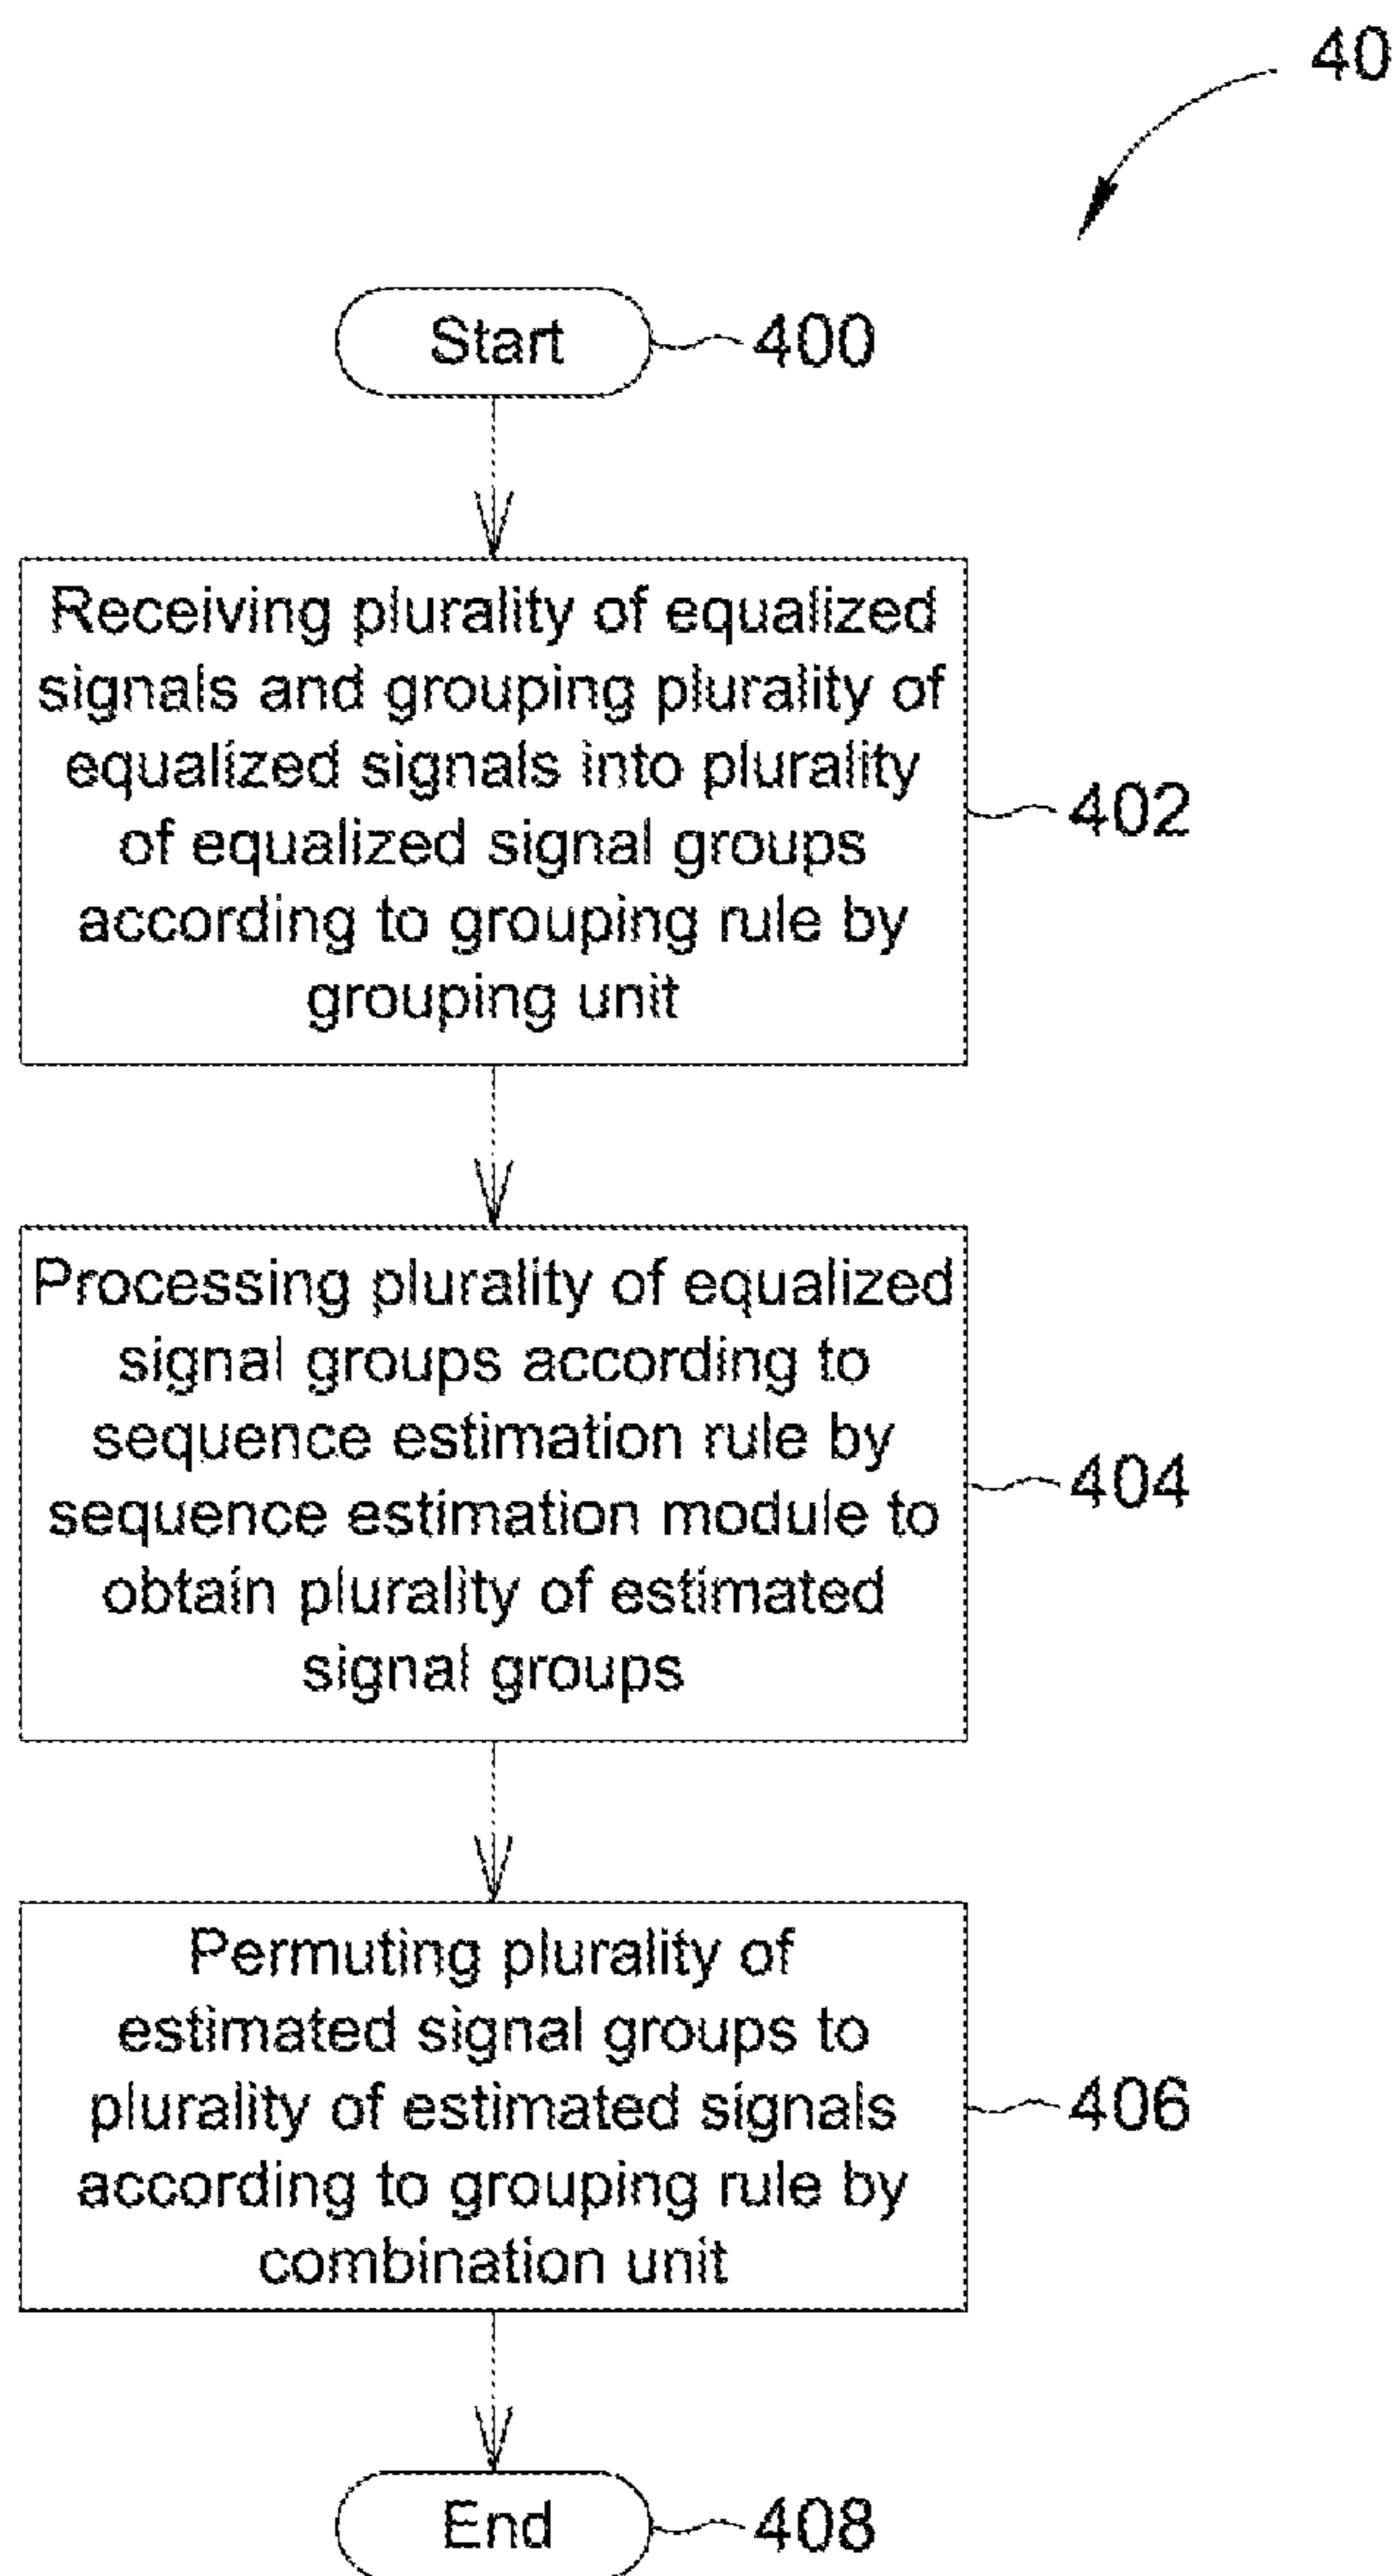 40
Start
400
Receiving plurality of equalized
signals and grouping plurality of
equalized signals into plurality
of equalized signal groups
according to grouping rule by
grouping unit
402
Processing plurality of equalized
signal groups according to
sequence estimation rule by
sequence estimation module to
obtain plurality of estimated
signal groups
404
Permuting plurality of
estimated signal groups to
plurality of estimated signals
according to grouping rule by
combination unit
406
End
408